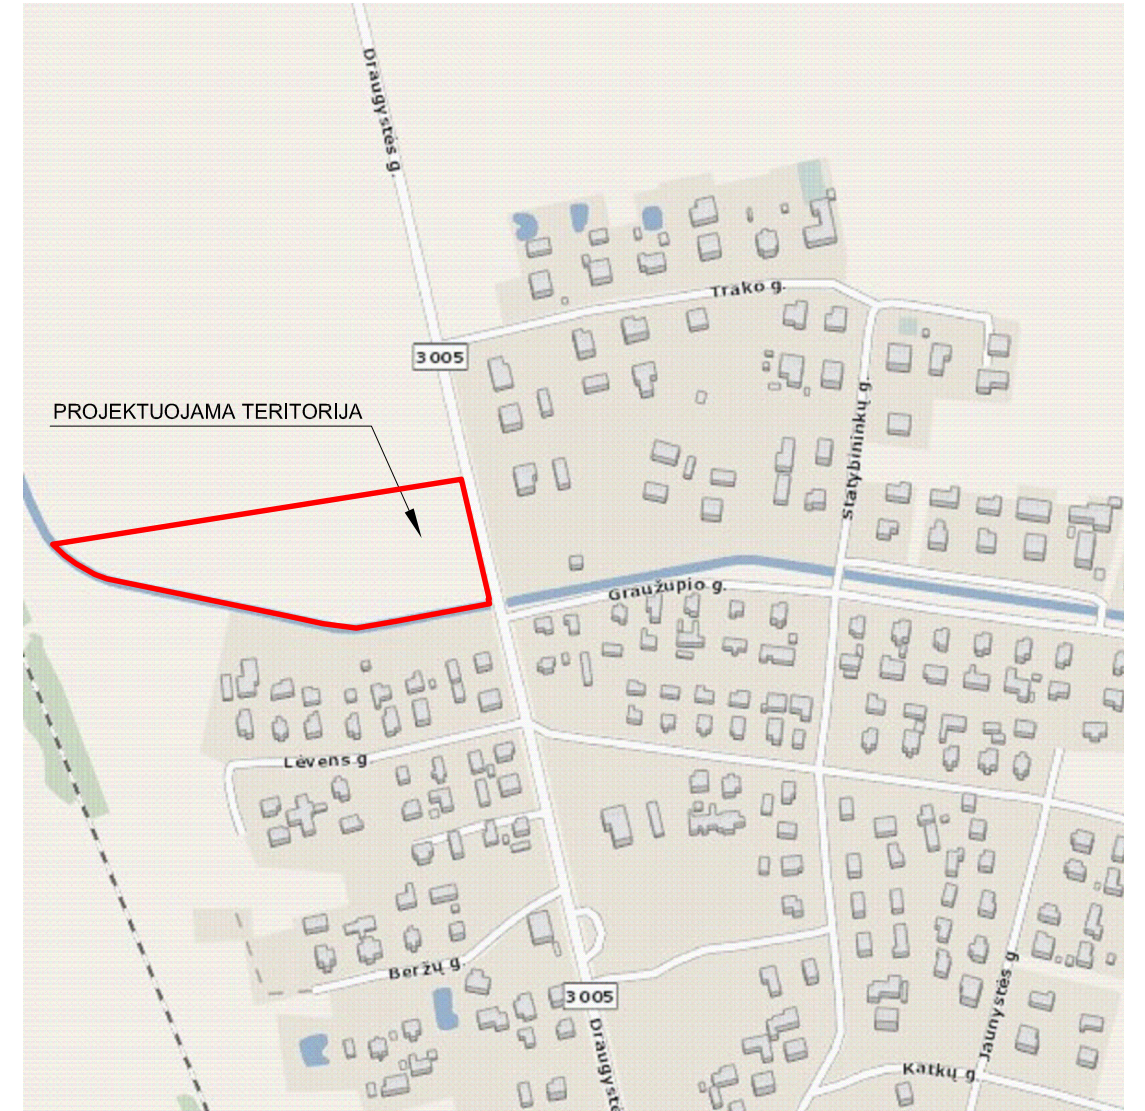 Draugystės g.
Trako g.
3005
PROJEKTUOJAMA TERITORIJA
Statybininkų g.
Graužupio g.
Lėvens g
Beržų g.
3005
Jaunystės g
Draugystė
Katkų g